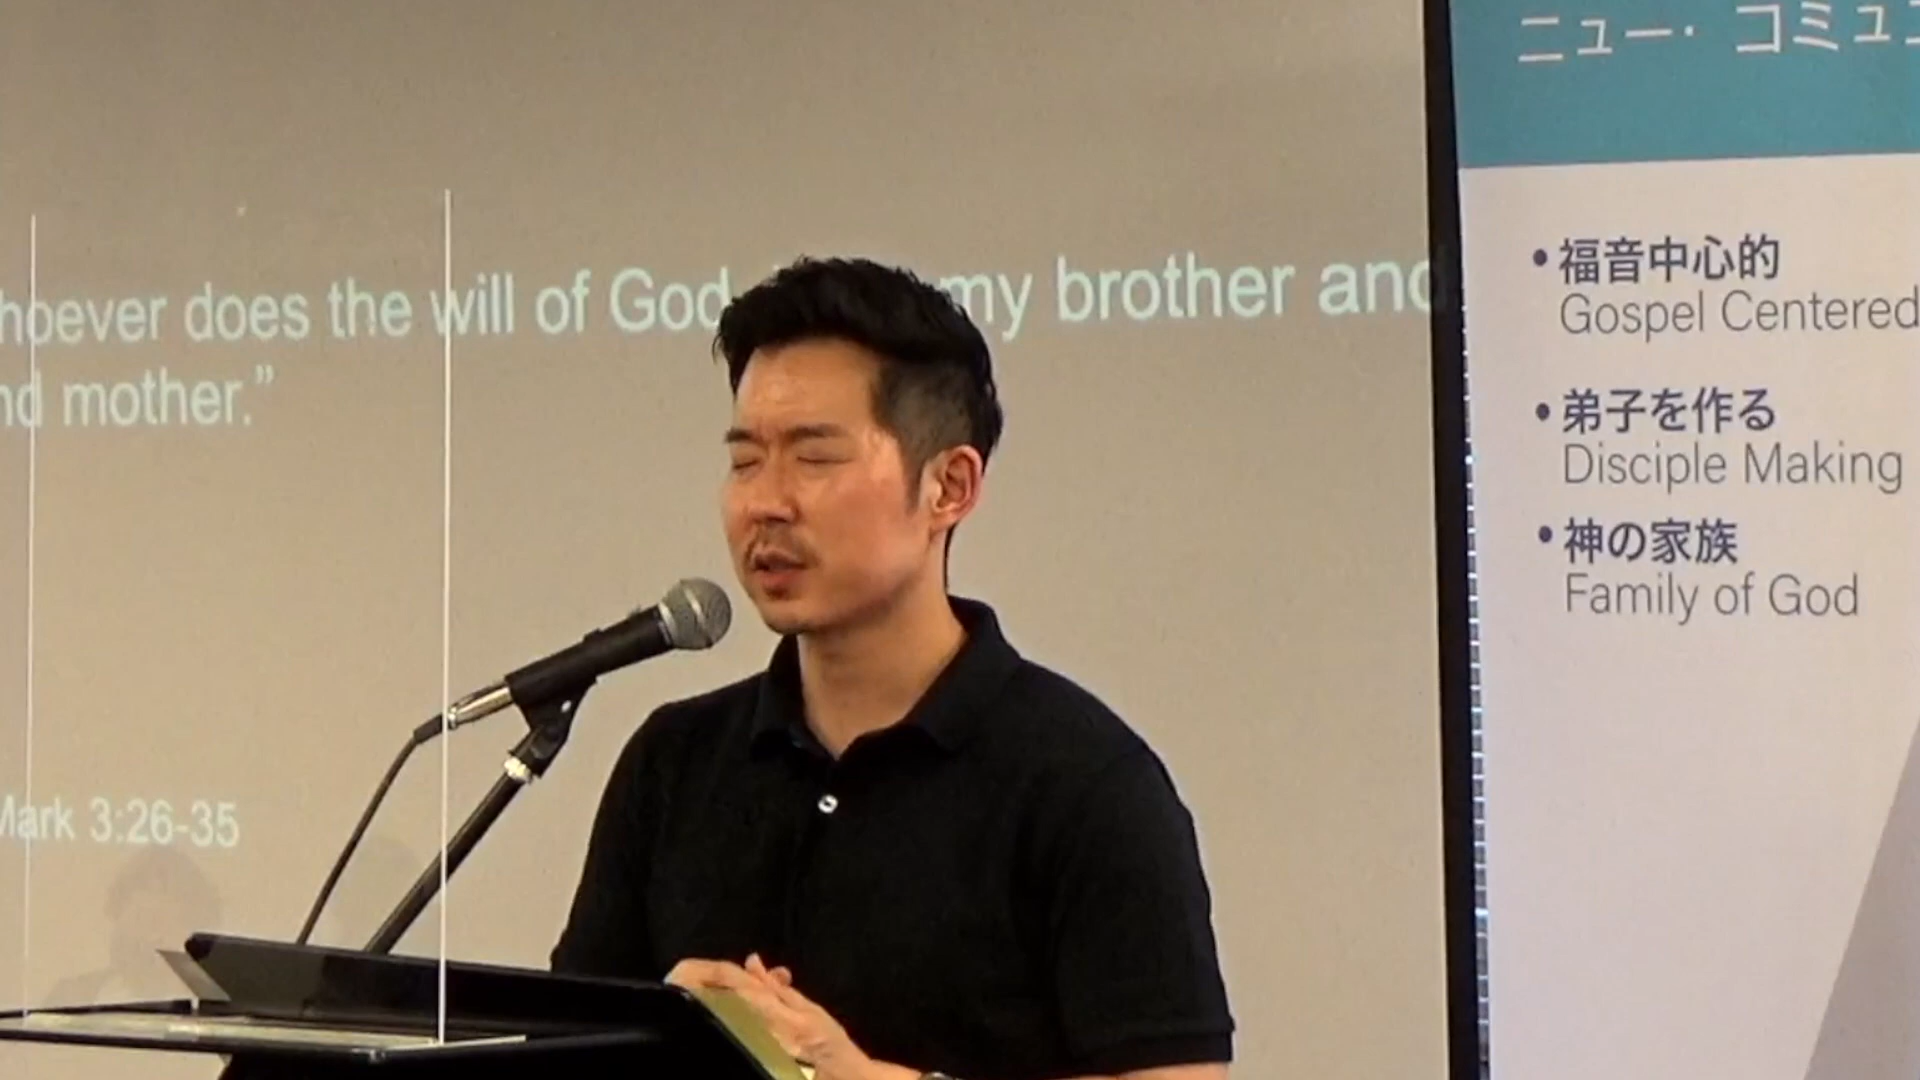 hoever does the will of God my brother and
nd mother.”
Mark 3:26-35
ニュー・コミュニ
•福音中心的
Gospel Centered
•弟子を作る
Disciple Making
•神の家族
Family of God